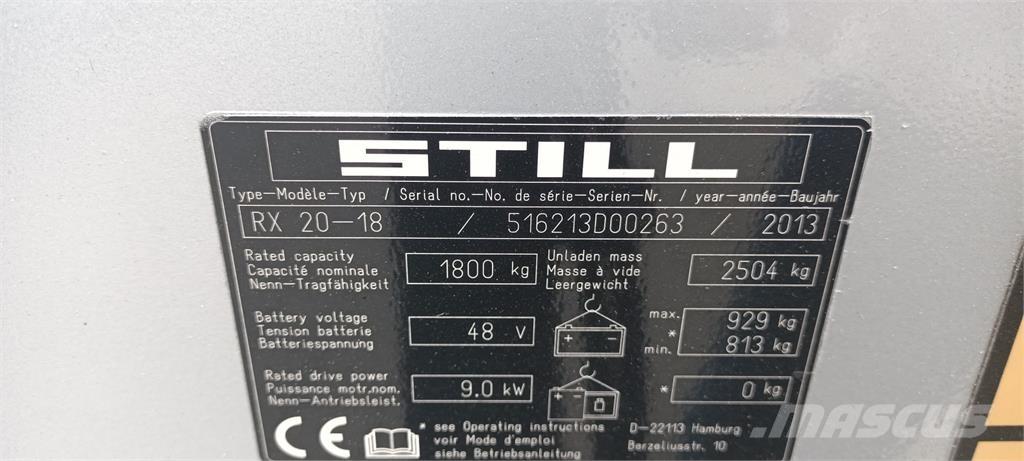 STILL
Type-Modèle-Typ / Serial no.-No. de série-Serien-Nr. / year-année-Baujahr
RX 20-18 / 516213D00263 / 2013
Rated capacity
Capacité nominale
Nenn-Tragfähigkeit
1800 kg
Unladen mass
Masse à vide
Leergewicht
2504 kg
Battery voltage
Tension batterie
Batteriespannung
48 V
+ -
max. 929 kg
*
min. 813 kg
Rated drive power
Puissance motr.nom.
Nenn-Antriebsleist.
9.0 kW
+ -
* 0 kg
CE
* see Operating instructions
voir Mode d'emploi
siehe Betriebsanleitung
D-22113 Hamburg
Berzeliusstr. 10
MASCUS